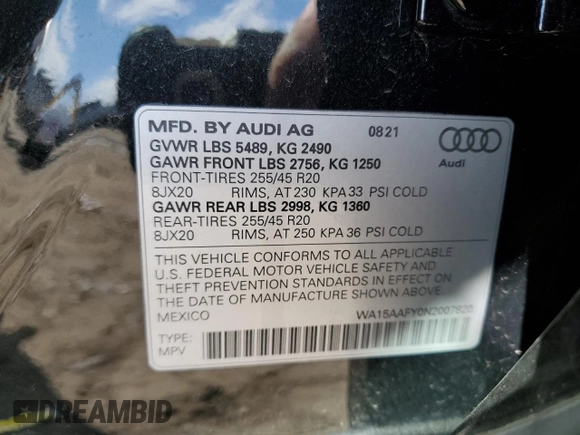 MFD. BY AUDI AG 0821
GVWR LBS 5489, KG 2490
GAWR FRONT LBS 2756, KG 1250
Audi
FRONT-TIRES 255/45 R20
8JX20 RIMS, AT 230 KPA 33 PSI COLD
GAWR REAR LBS 2998, KG 1360
REAR-TIRES 255/45 R20
8JX20 RIMS, AT 250 KPA 36 PSI COLD
THIS VEHICLE CONFORMS TO ALL APPLICABLE
U.S. FEDERAL MOTOR VEHICLE SAFETY AND
THEFT PREVENTION STANDARDS IN EFFECT ON
THE DATE OF MANUFACTURE SHOWN ABOVE.
MEXICO WA15AAFY0N2007820
TYPE:
MPV
DREAMBID